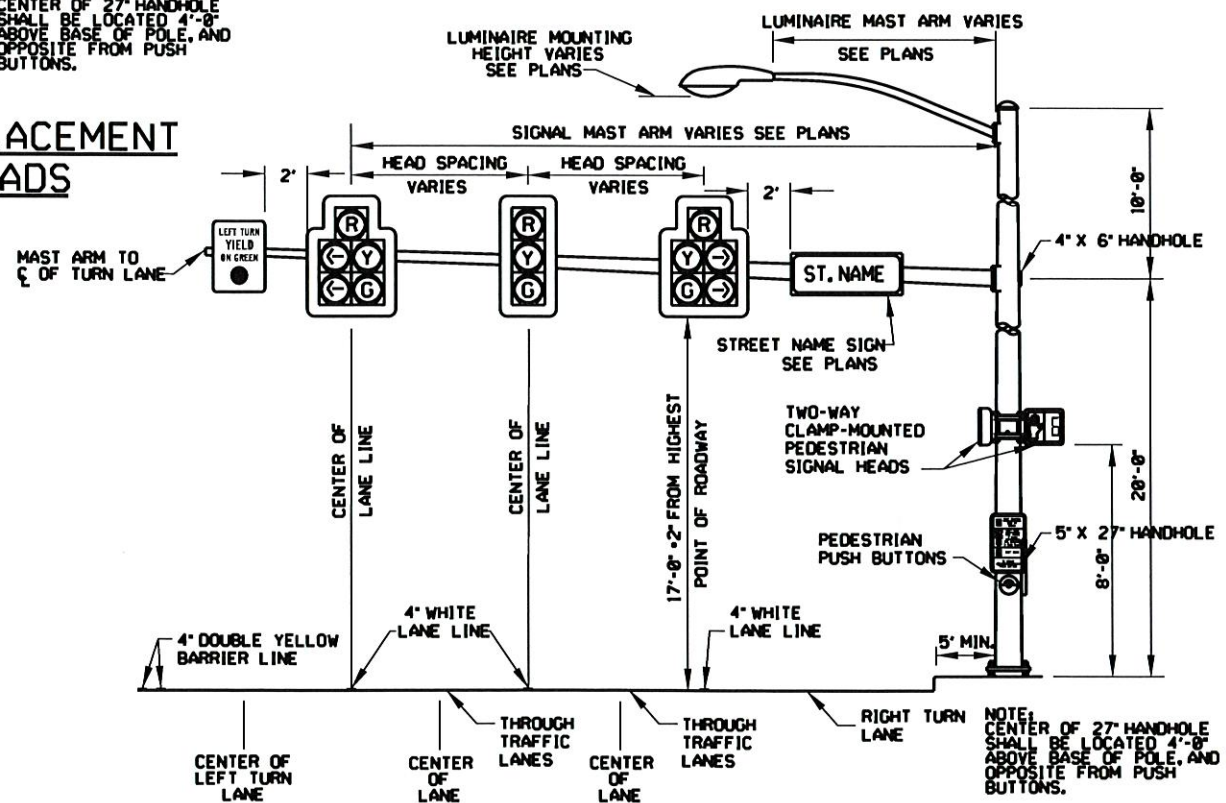 CENTER OF 27" HANDHOLE
SHALL BE LOCATED 4'-0"
ABOVE BASE OF POLE, AND
OPPOSITE FROM PUSH
BUTTONS.
LUMINAIRE MAST ARM VARIES
SEE PLANS
LUMINAIRE MOUNTING
HEIGHT VARIES
SEE PLANS
ACEMENT
ADS
SIGNAL MAST ARM VARIES SEE PLANS
HEAD SPACING
VARIES
HEAD SPACING
VARIES
2'
2'
10'-0"
LEFT TURN
YIELD
ON GREEN
R
← Y
← G
R
Y
G
R
Y →
G →
ST. NAME
4" X 6" HANDHOLE
MAST ARM TO
℄ OF TURN LANE
STREET NAME SIGN
SEE PLANS
CENTER OF
LANE LINE
CENTER OF
LANE LINE
17'-0" +2" FROM HIGHEST
POINT OF ROADWAY
TWO-WAY
CLAMP-MOUNTED
PEDESTRIAN
SIGNAL HEADS
20'-0"
8'-0"
5" X 27" HANDHOLE
PEDESTRIAN
PUSH BUTTONS
4" DOUBLE YELLOW
BARRIER LINE
4" WHITE
LANE LINE
4" WHITE
LANE LINE
5' MIN.
CENTER OF
LEFT TURN
LANE
CENTER
OF
LANE
THROUGH
TRAFFIC
LANES
CENTER
OF
LANE
THROUGH
TRAFFIC
LANES
RIGHT TURN
LANE
NOTE:
CENTER OF 27" HANDHOLE
SHALL BE LOCATED 4'-0"
ABOVE BASE OF POLE, AND
OPPOSITE FROM PUSH
BUTTONS.